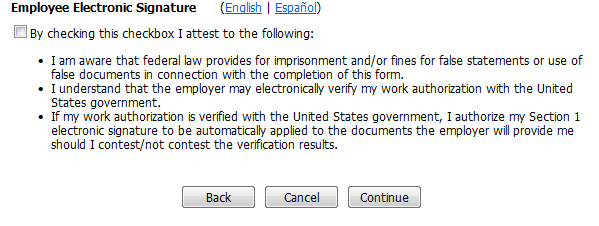 Employee Electronic Signature (English | Español)
By checking this checkbox I attest to the following:
• I am aware that federal law provides for imprisonment and/or fines for false statements or use of
false documents in connection with the completion of this form.
• I understand that the employer may electronically verify my work authorization with the United
States government.
• If my work authorization is verified with the United States government, I authorize my Section 1
electronic signature to be automatically applied to the documents the employer will provide me
should I contest/not contest the verification results.
Back Cancel Continue